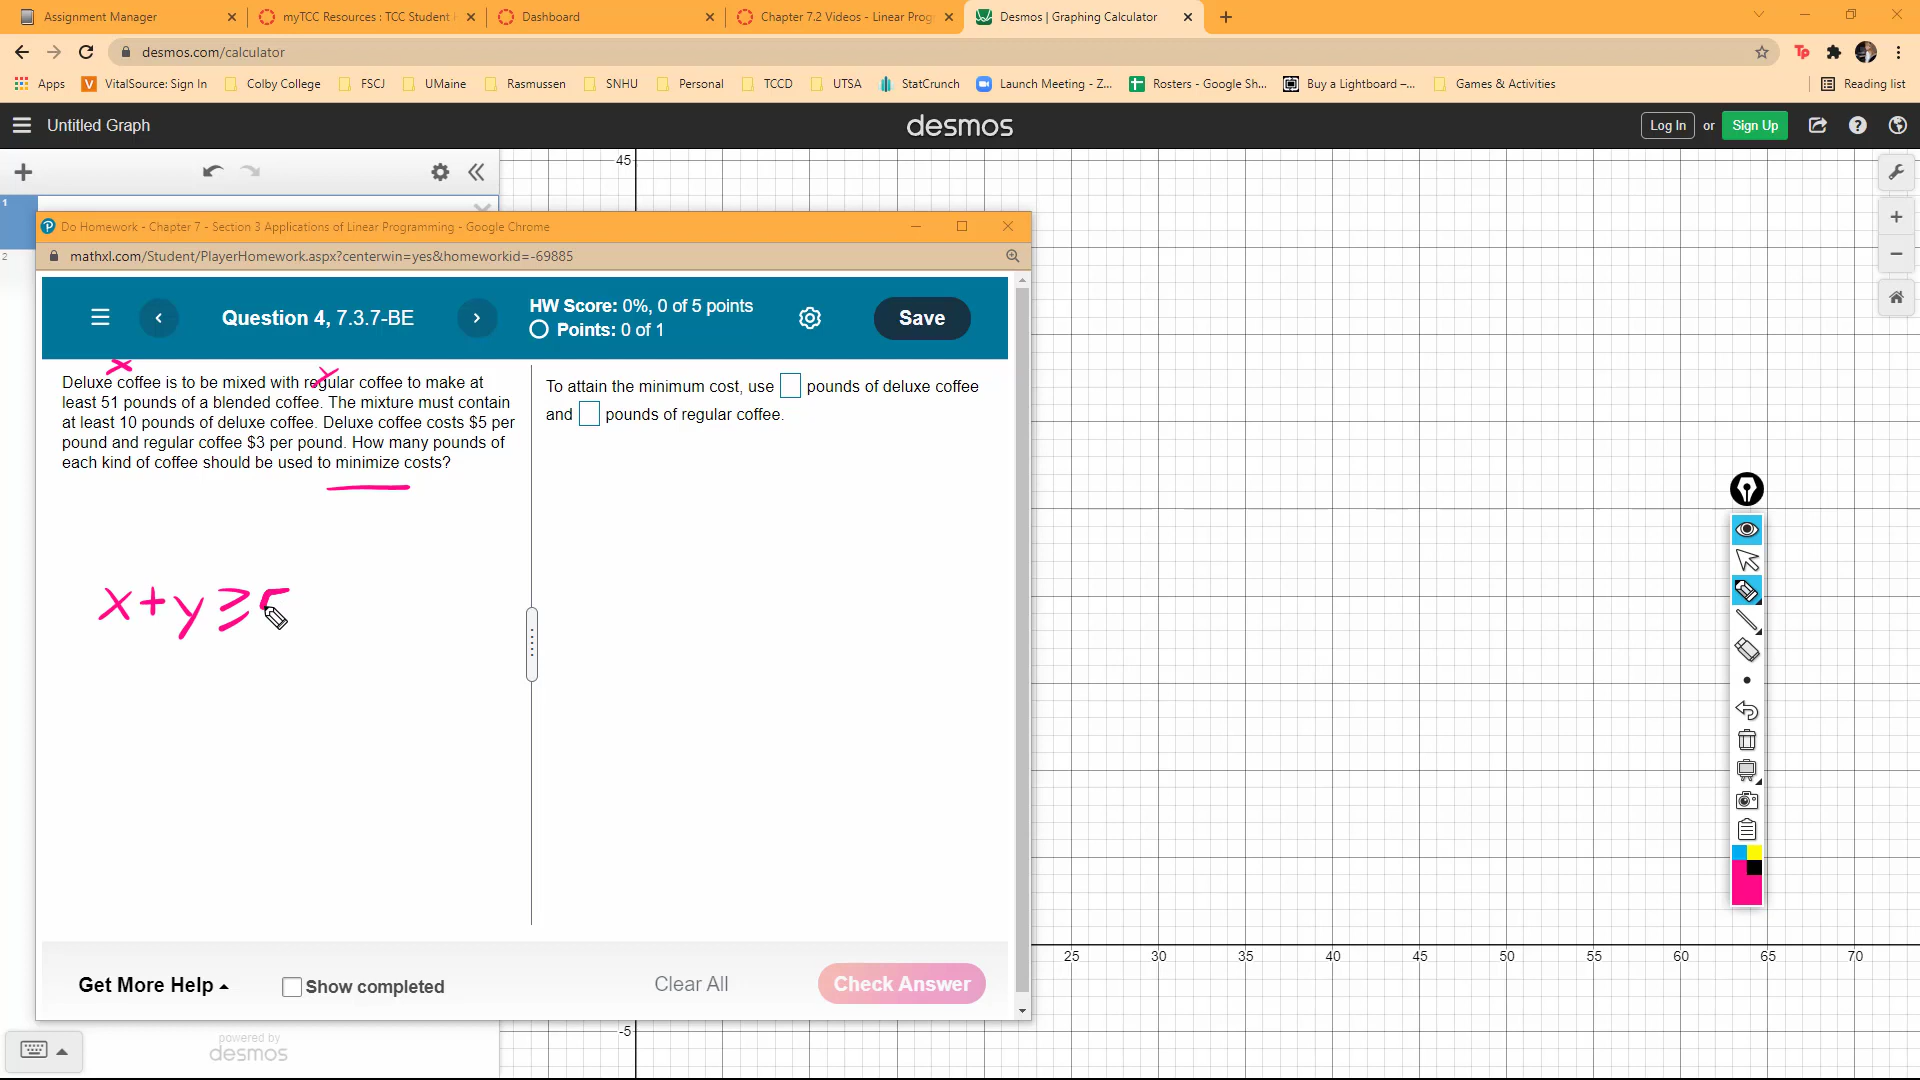 Assignment Manager
myTCC Resources : TCC Student
Dashboard
Chapter 7.2 Videos - Linear Prog
Desmos | Graphing Calculator
desmos.com/calculator
Apps
VitalSource: Sign In
Colby College
FSCJ
UMaine
Rasmussen
SNHU
Personal
TCCD
UTSA
StatCrunch
Launch Meeting - Z...
Rosters - Google Sh...
Buy a Lightboard –...
Games & Activities
Reading list
Untitled Graph
desmos
Log In
or
Sign Up
45
1
2
Do Homework - Chapter 7 - Section 3 Applications of Linear Programming - Google Chrome
mathxl.com/Student/PlayerHomework.aspx?centerwin=yes&homeworkid=-69885
Question 4, 7.3.7-BE
HW Score: 0%, 0 of 5 points
Points: 0 of 1
Save
x
y
Deluxe coffee is to be mixed with regular coffee to make at
least 51 pounds of a blended coffee. The mixture must contain
at least 10 pounds of deluxe coffee. Deluxe coffee costs $5 per
pound and regular coffee $3 per pound. How many pounds of
each kind of coffee should be used to minimize costs?
To attain the minimum cost, use pounds of deluxe coffee
and pounds of regular coffee.
x+y≥5
Get More Help
Show completed
Clear All
Check Answer
25
30
35
40
45
50
55
60
65
70
-5
powered by
desmos